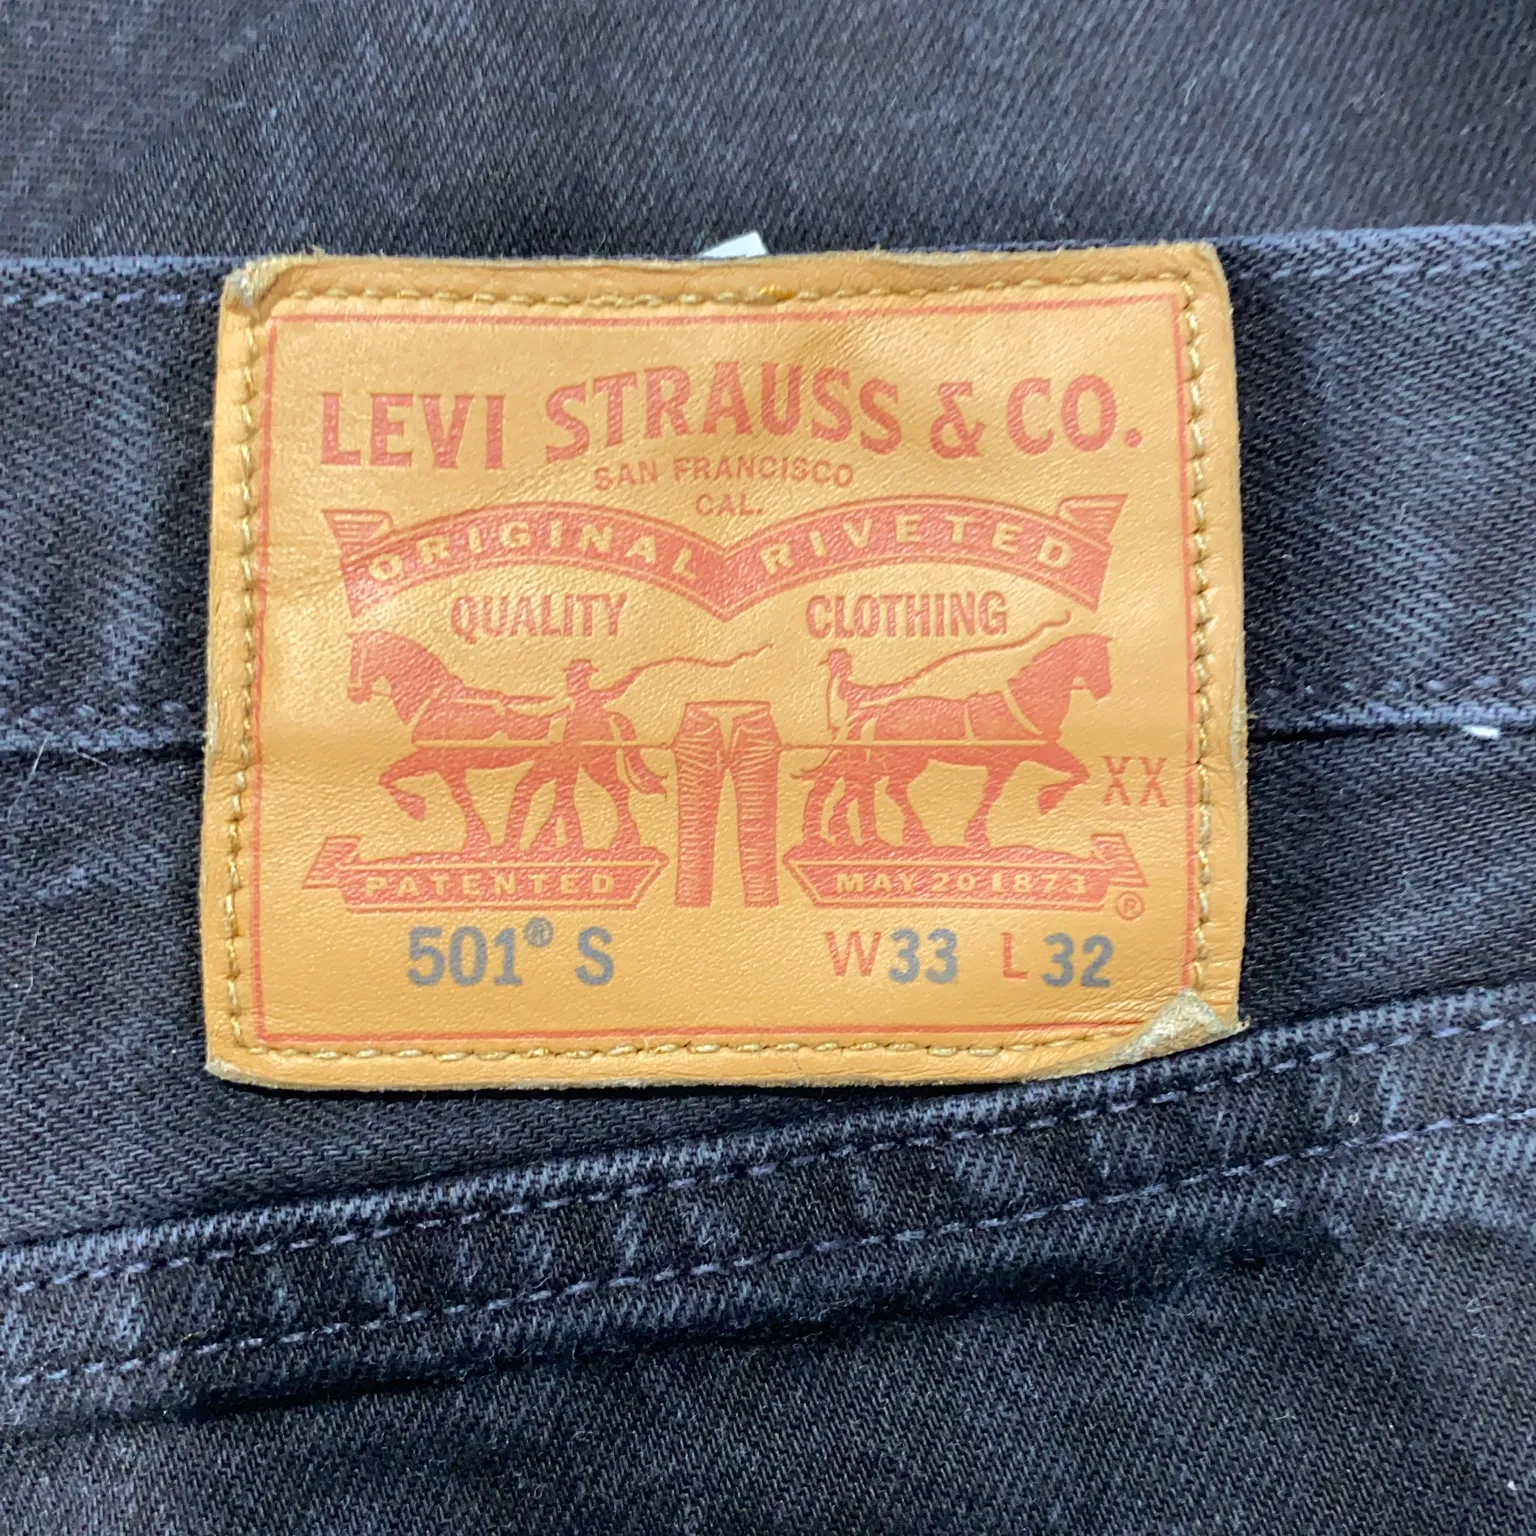 LEVI STRAUSS & CO.
SAN FRANCISCO
CAL.
ORIGINAL RIVETED
QUALITY CLOTHING
XX
PATENTED MAY 20 1873 ®
501® S W33 L32